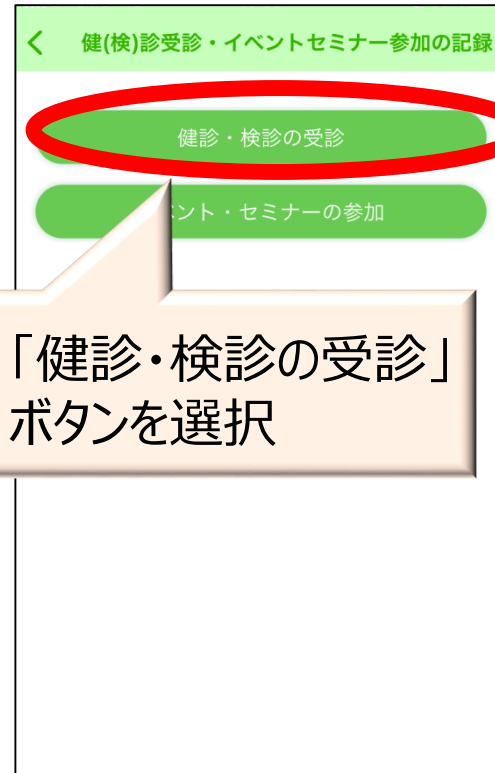 健(検)診受診・イベントセミナー参加の記録
健診・検診の受診
ント・セミナーの参加
「健診・検診の受診」
ボタンを選択